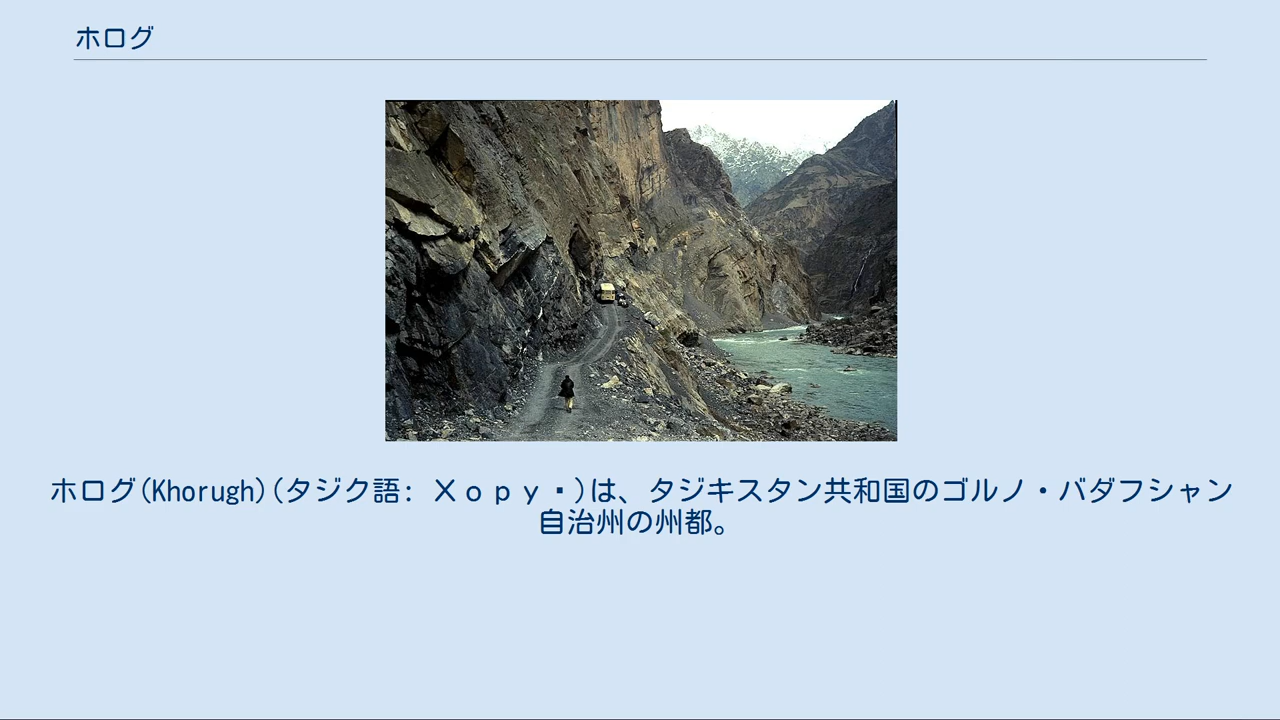 ホログ
ホログ(Khorugh)(タジク語: Хору・)は、タジキスタン共和国のゴルノ・バダフシャン
自治州の州都。